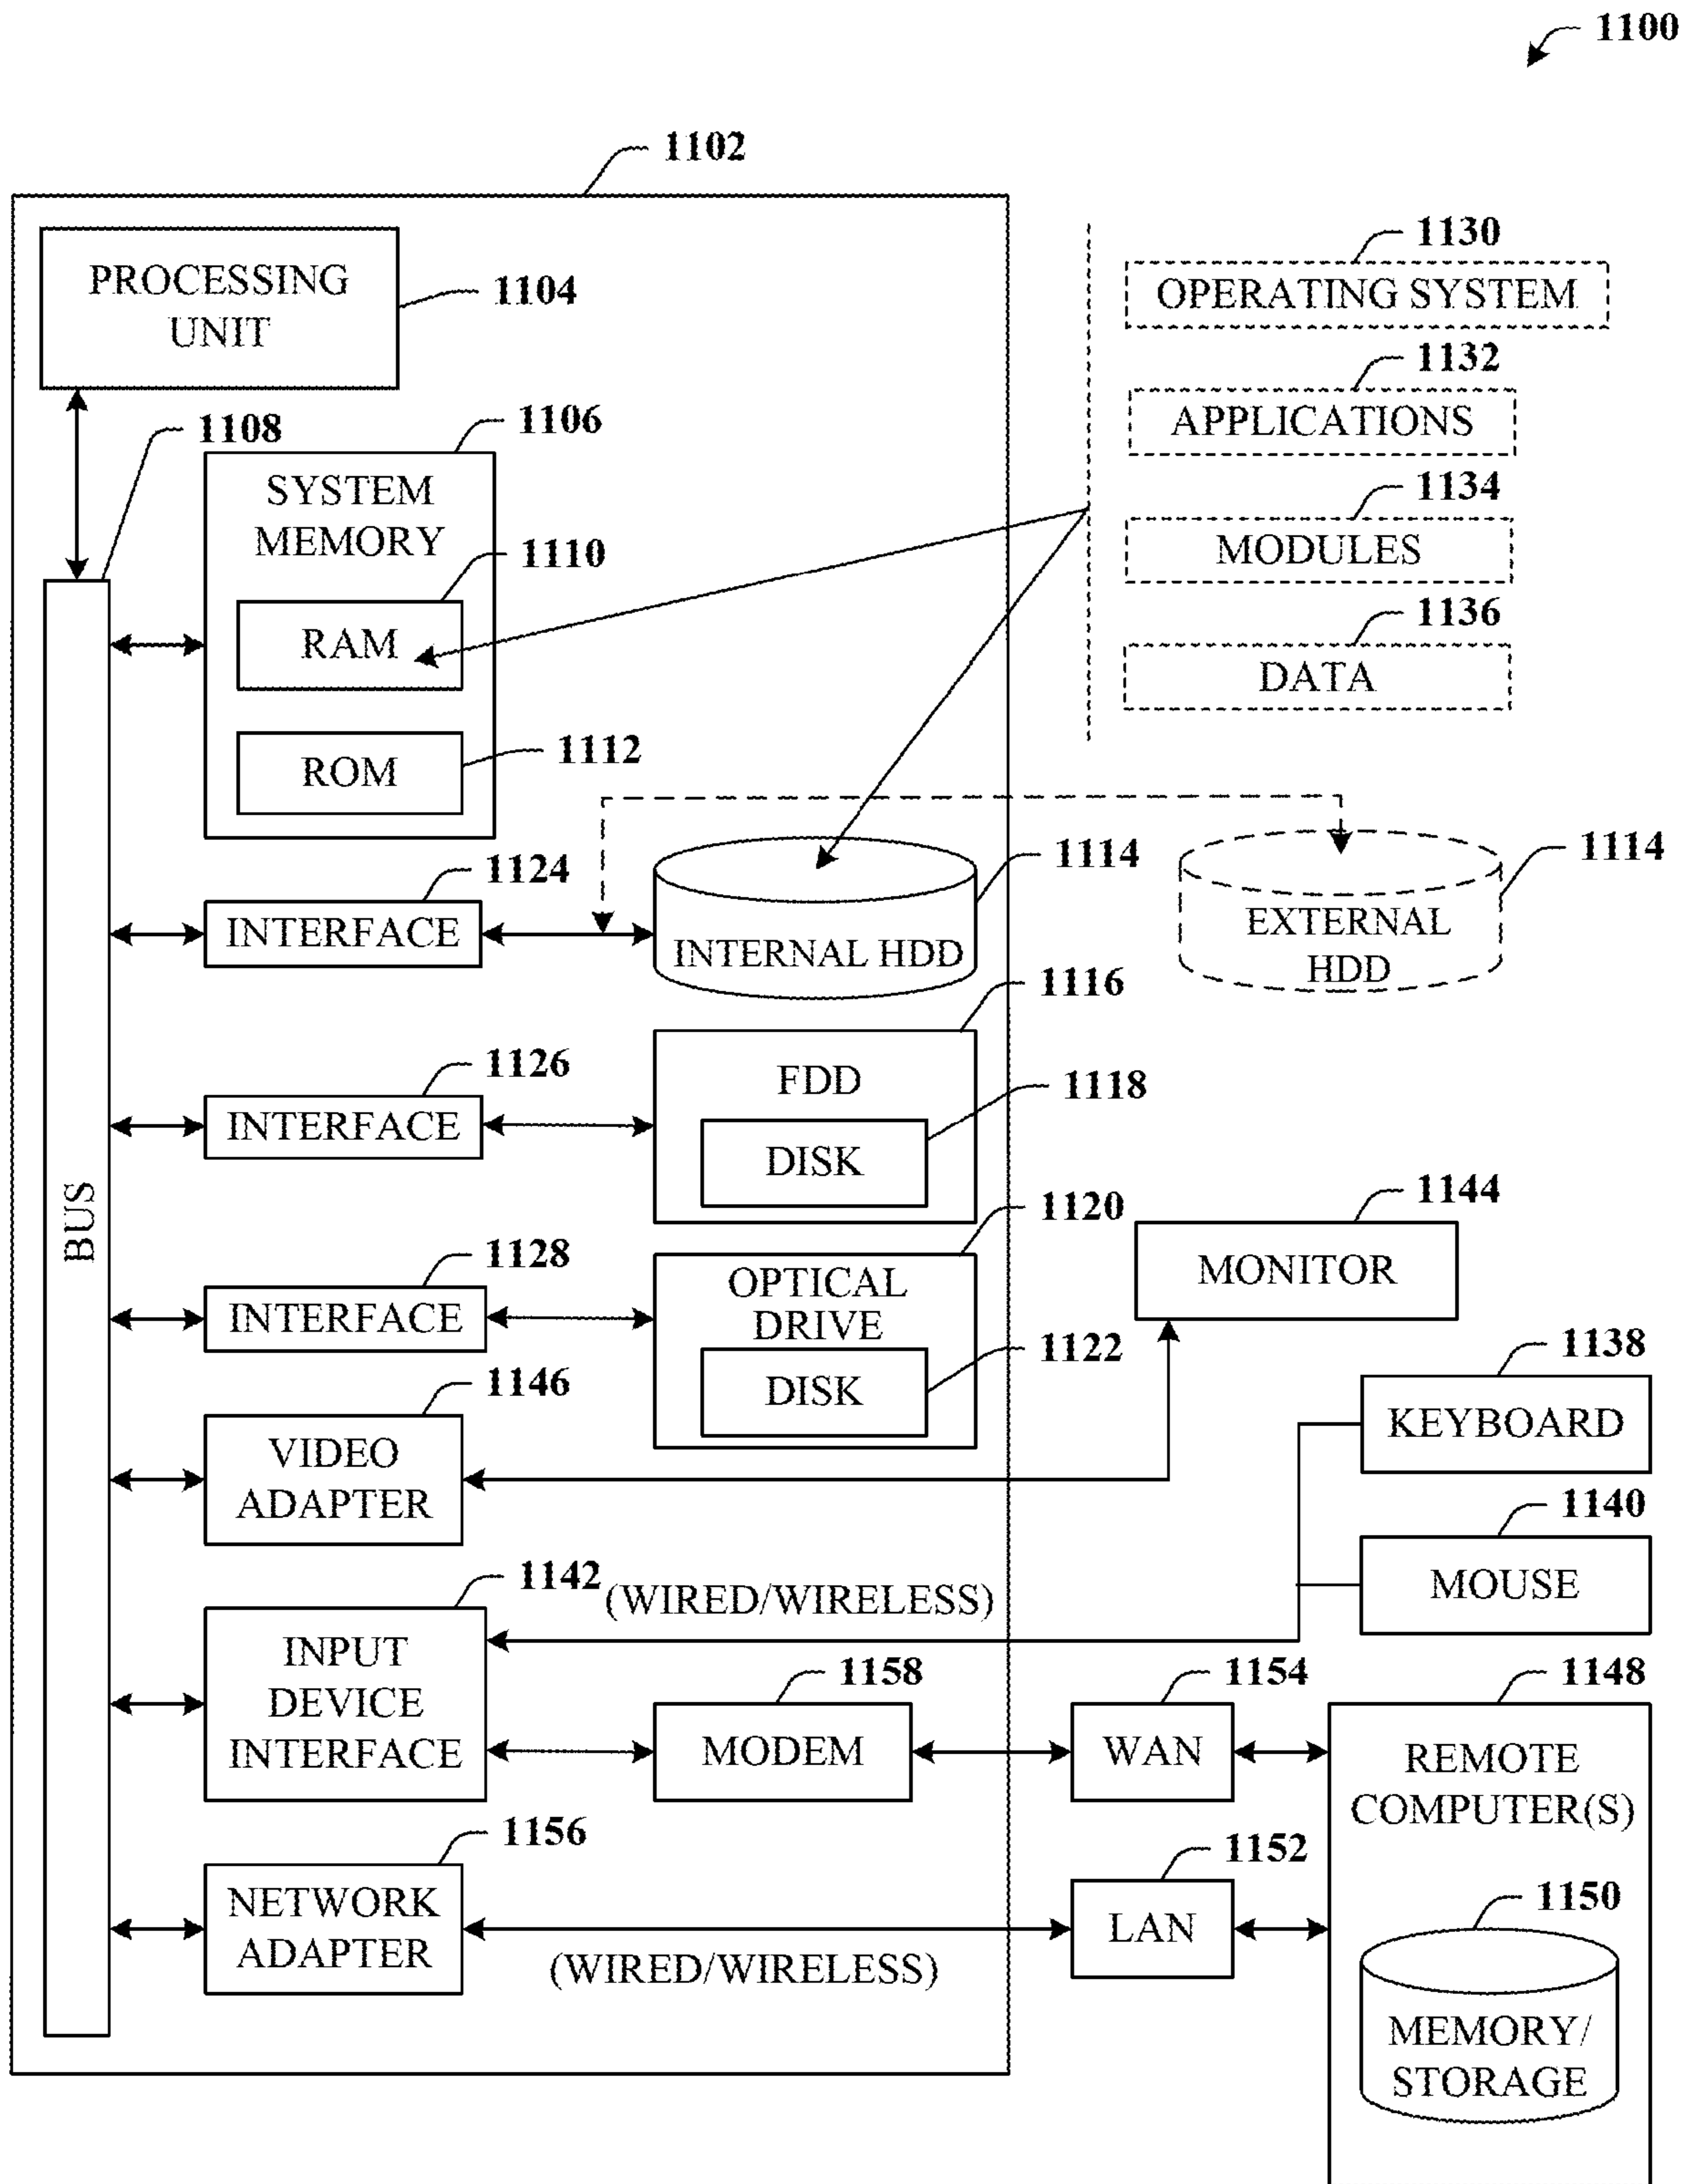 1100
1102
PROCESSING
UNIT
1104
1130
OPERATING SYSTEM
1132
APPLICATIONS
1134
MODULES
1136
DATA
1108
1106
SYSTEM
MEMORY
1110
RAM
1112
ROM
BUS
1124
INTERFACE
1114
INTERNAL HDD
1114
EXTERNAL
HDD
1126
INTERFACE
1116
FDD
1118
DISK
1128
INTERFACE
1120
OPTICAL
DRIVE
1122
DISK
1144
MONITOR
1146
VIDEO
ADAPTER
1138
KEYBOARD
1140
MOUSE
1142
(WIRED/WIRELESS)
INPUT
DEVICE
INTERFACE
1158
MODEM
1154
WAN
1148
REMOTE
COMPUTER(S)
1156
NETWORK
ADAPTER
(WIRED/WIRELESS)
1152
LAN
1150
MEMORY/
STORAGE